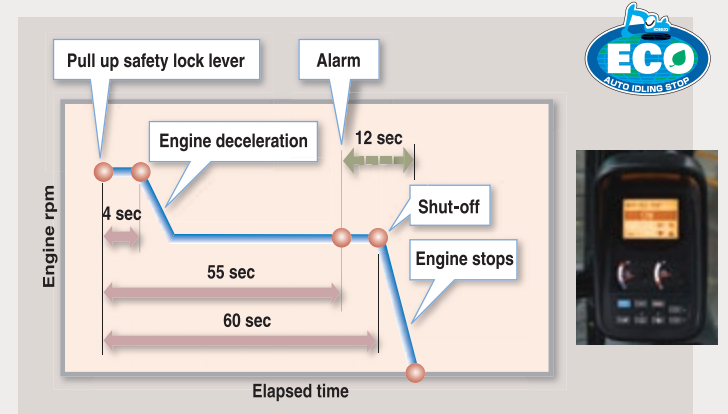 Pull up safety lock lever
Alarm
ECO
AUTO IDLING STOP
Engine deceleration
12 sec
4 sec
Shut-off
Engine stops
55 sec
60 sec
Engine rpm
Elapsed time